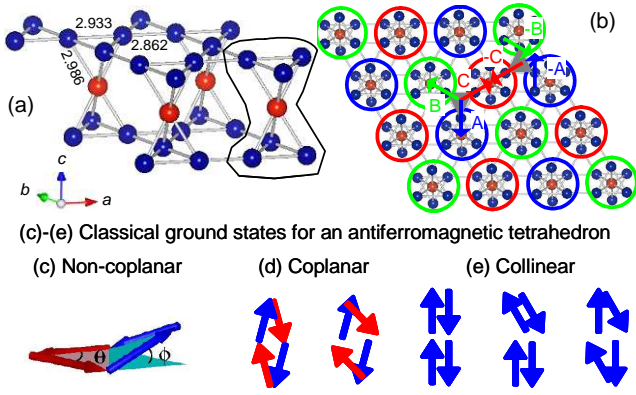 2.933
2.862
2.986
(a)
c
b
a
(b)
-B
-C
-A
C
B
A
(c)-(e) Classical ground states for an antiferromagnetic tetrahedron
(c) Non-coplanar
(d) Coplanar
(e) Collinear
θ
ϕ